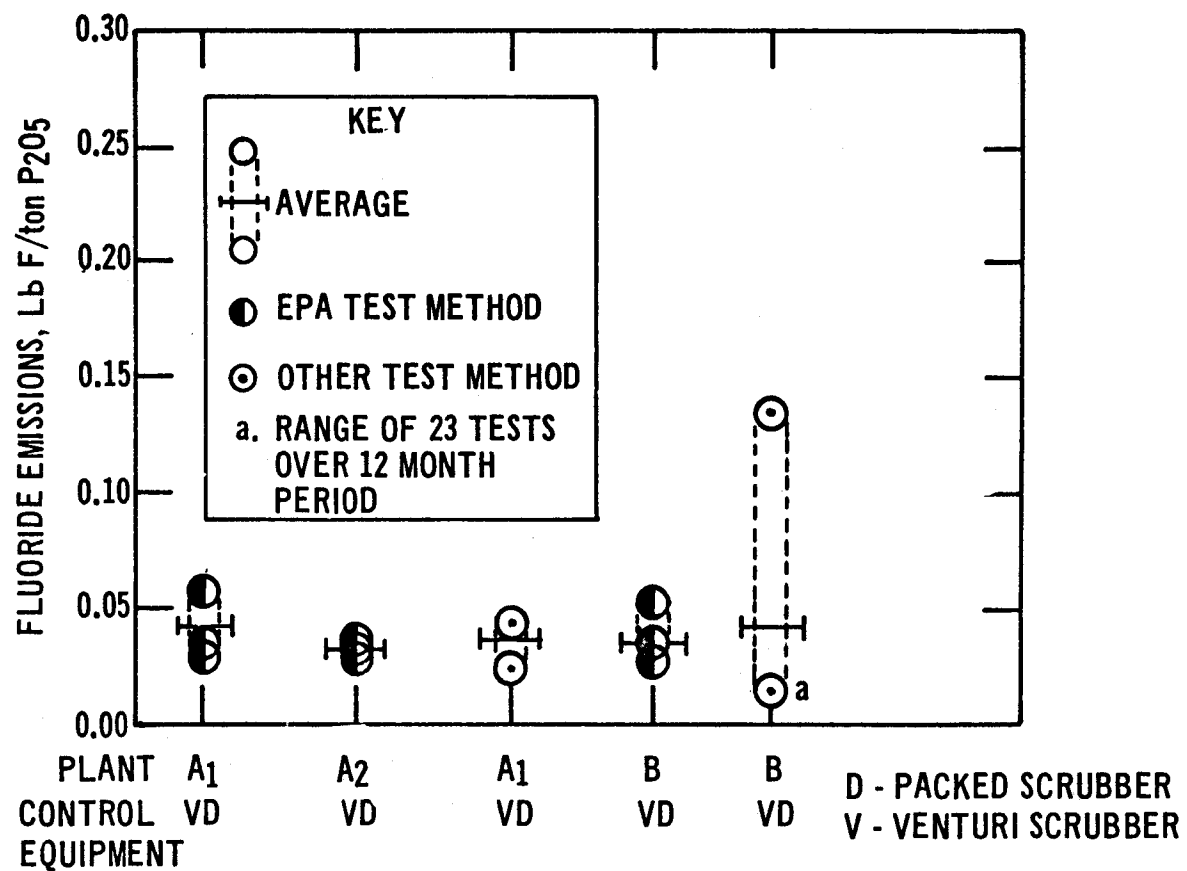 0.30
0.25
0.20
0.15
0.10
0.05
0.00
FLUORIDE EMISSIONS, Lb F/ton P2O5
KEY
AVERAGE
EPA TEST METHOD
OTHER TEST METHOD
a. RANGE OF 23 TESTS
OVER 12 MONTH
PERIOD
a
PLANT A1 A2 A1 B B
CONTROL VD VD VD VD VD
EQUIPMENT
D - PACKED SCRUBBER
V - VENTURI SCRUBBER